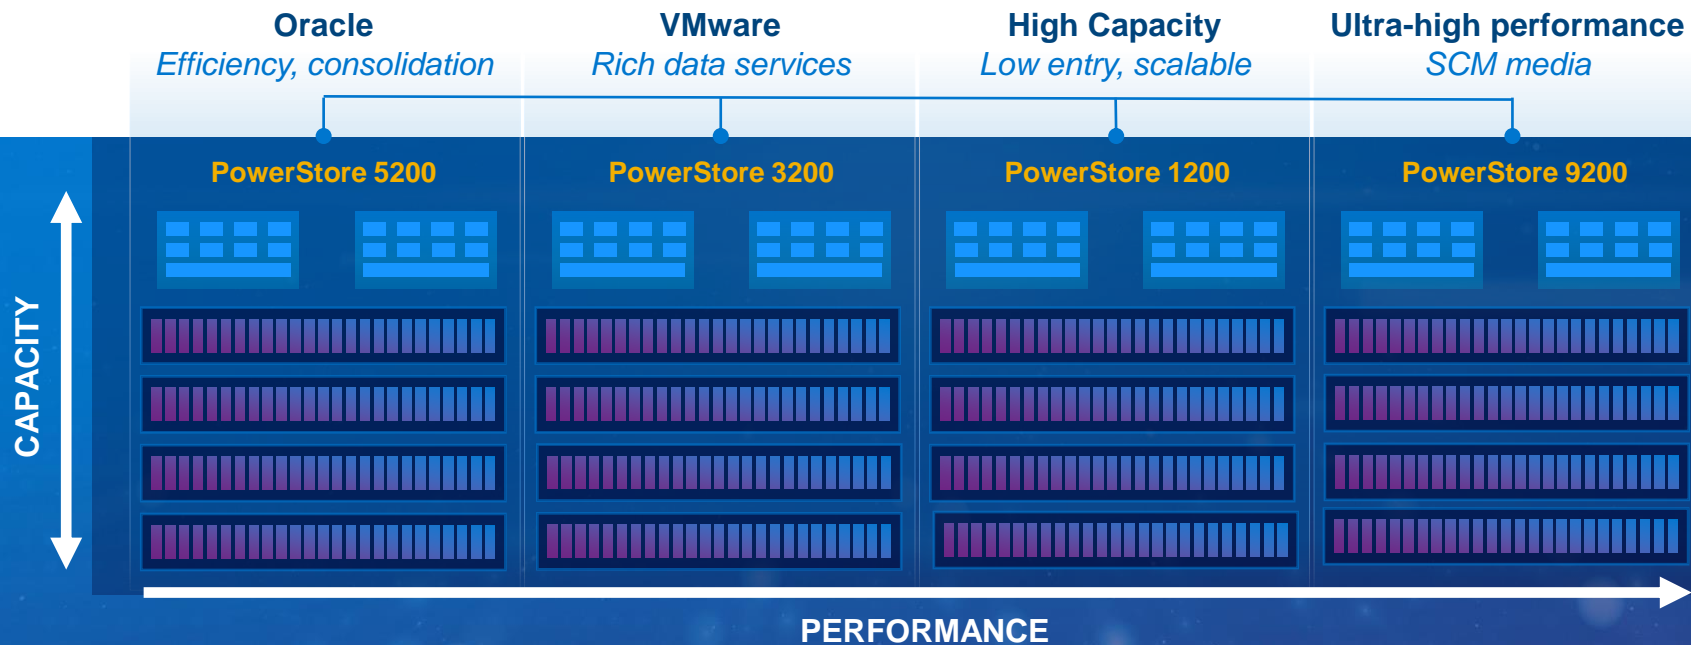 Oracle
Efficiency, consolidation
VMware
Rich data services
High Capacity
Low entry, scalable
Ultra-high performance
SCM media
PowerStore 5200
PowerStore 3200
PowerStore 1200
PowerStore 9200
CAPACITY
PERFORMANCE